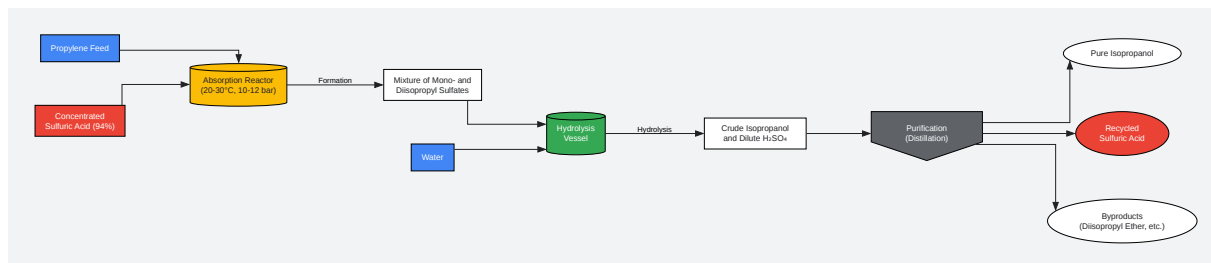 Propylene Feed
Concentrated
Sulfuric Acid (94%)
Absorption Reactor
(20-30°C, 10-12 bar)
Formation
Mixture of Mono- and
Diisopropyl Sulfates
Water
Hydrolysis
Vessel
Hydrolysis
Crude Isopropanol
and Dilute H₂SO₄
Purification
(Distillation)
Pure Isopropanol
Recycled
Sulfuric Acid
Byproducts
(Diisopropyl Ether, etc.)